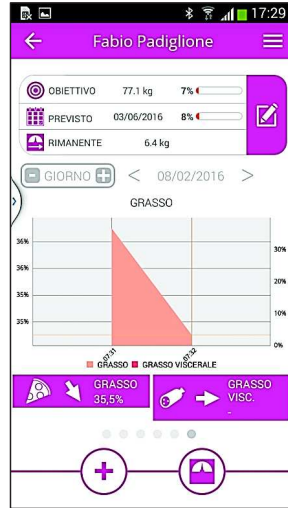 17:29
Fabio Padiglione
OBIETTIVO 77.1 kg 7%
PREVISTO 03/06/2016 8%
RIMANENTE 6.4 kg
GIORNO < 08/02/2016 >
GRASSO
36%
36%
35%
35%
30%
20%
10%
0%
07:31 07:32
GRASSO GRASSO VISCERALE
GRASSO
35,5%
GRASSO
VISC.
-